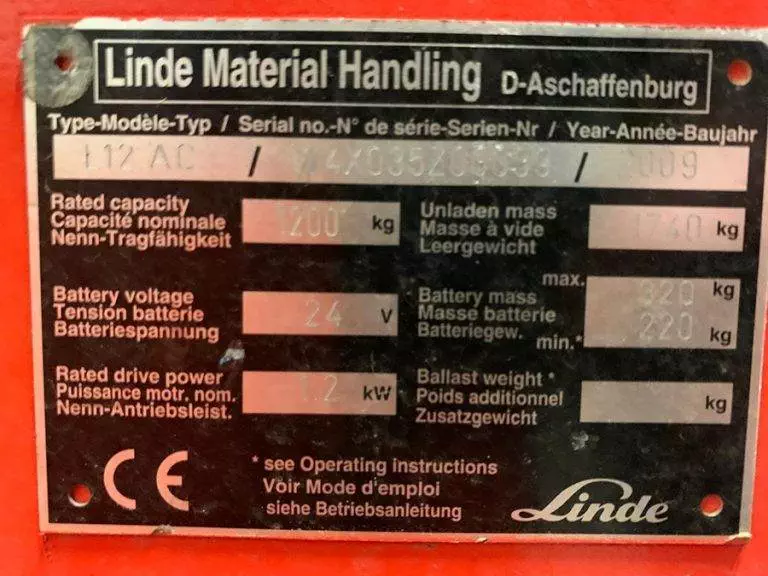 Linde Material Handling D-Aschaffenburg
Type-Modèle-Typ / Serial no.-N° de série-Serien-Nr / Year-Année-Baujahr
L12 AC / / 2009
Rated capacity
Capacité nominale
Nenn-Tragfähigkeit
1200 kg
Unladen mass
Masse à vide
Leergewicht
kg
Battery voltage
Tension batterie
Batteriespannung
24 V
Battery mass
Masse batterie
Batteriegew.
max. 320 kg
min.* 220 kg
Rated drive power
Puissance motr. nom.
Nenn-Antriebsleist.
1.2 kW
Ballast weight *
Poids additionnel
Zusatzgewicht
kg
CE
* see Operating instructions
Voir Mode d'emploi
siehe Betriebsanleitung
Linde